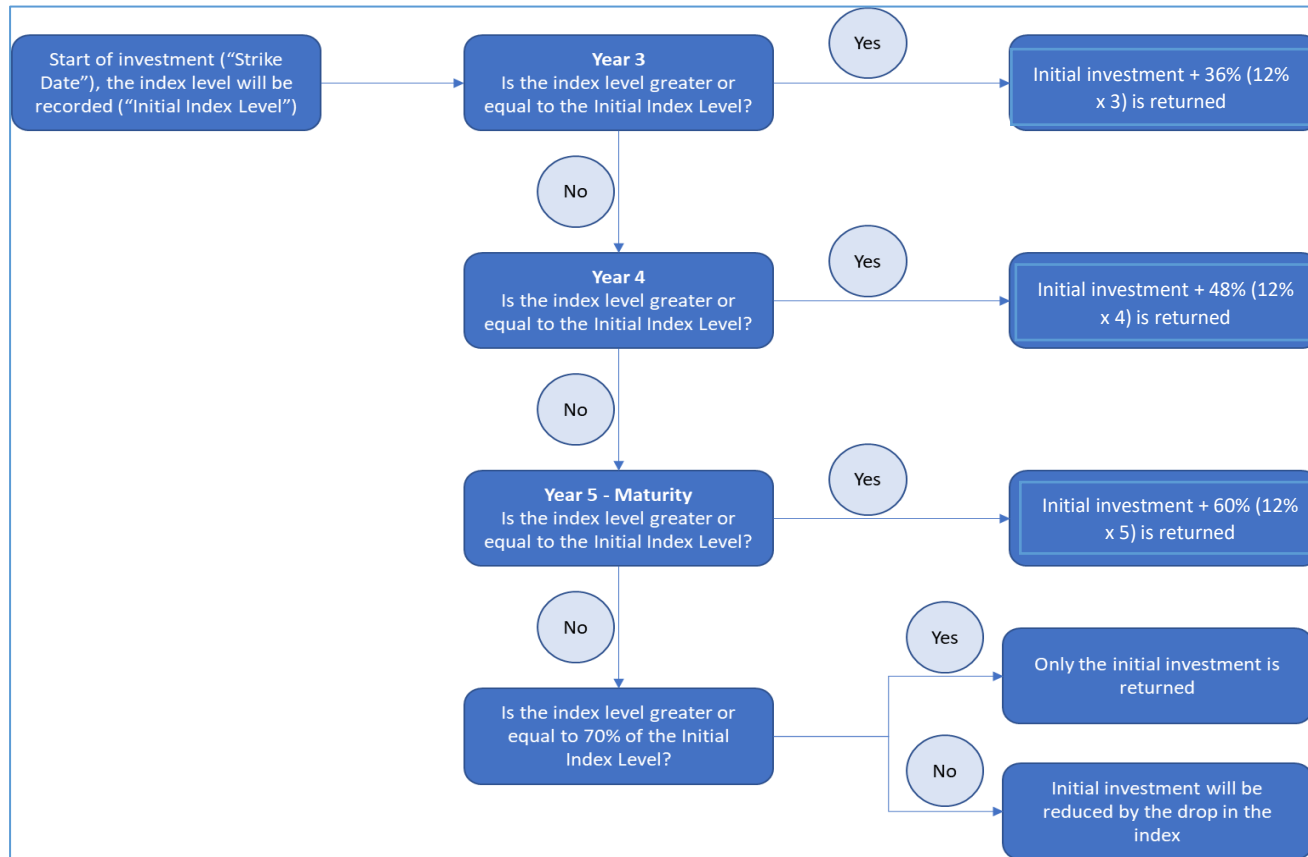 Start of investment (“Strike
Date”), the index level will be
recorded (“Initial Index Level”)
Year 3
Is the index level greater or
equal to the Initial Index Level?
Yes
Initial investment + 36% (12%
x 3) is returned
No
Year 4
Is the index level greater or
equal to the Initial Index Level?
Yes
Initial investment + 48% (12%
x 4) is returned
No
Year 5 - Maturity
Is the index level greater or
equal to the Initial Index Level?
Yes
Initial investment + 60% (12%
x 5) is returned
No
Is the index level greater or
equal to 70% of the Initial
Index Level?
Yes
Only the initial investment is
returned
No
Initial investment will be
reduced by the drop in the
index